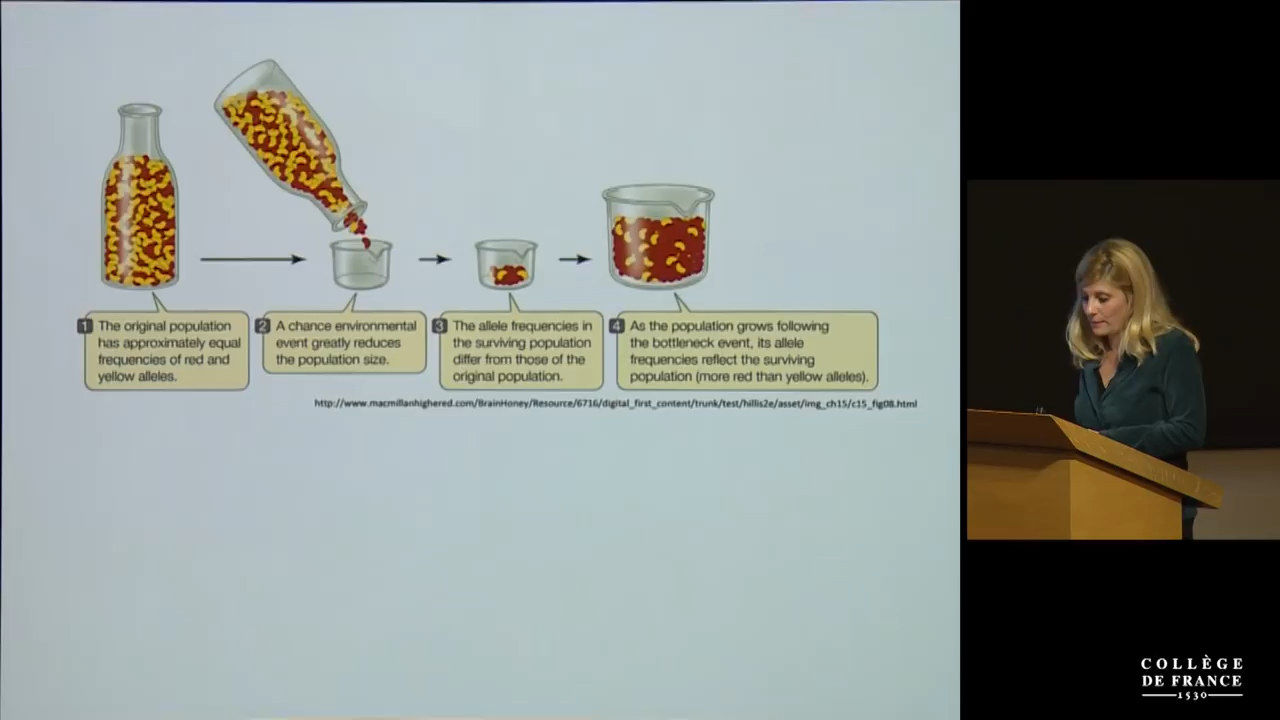 1 The original population
has approximately equal
frequencies of red and
yellow alleles.
2 A chance environmental
event greatly reduces
the population size.
3 The allele frequencies in
the surviving population
differ from those of the
original population.
4 As the population grows following
the bottleneck event, its allele
frequencies reflect the surviving
population (more red than yellow alleles).
http://www.macmillanhighered.com/BrainHoney/Resource/6716/digital_first_content/trunk/test/hillis2e/asset/img_ch15/c15_fig08.html
COLLÈGE
DE FRANCE
1530